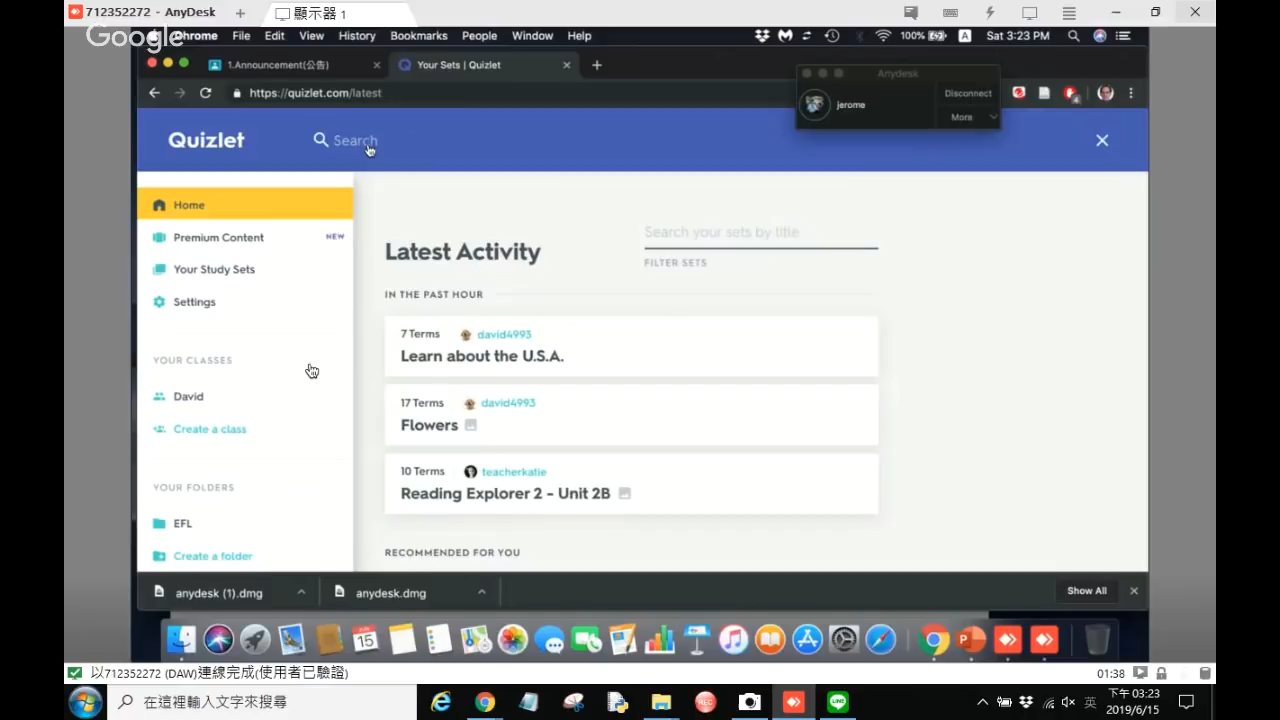 712352272 - AnyDesk
顯示器 1
Google
Chrome File Edit View History Bookmarks People Window Help
100% A Sat 3:23 PM
1.Announcement(公告)
Your Sets | Quizlet
https://quizlet.com/latest
Anydesk
jerome
Disconnect
More
Quizlet
Search
Home
Premium Content NEW
Your Study Sets
Settings
YOUR CLASSES
David
Create a class
YOUR FOLDERS
EFL
Create a folder
Latest Activity
Search your sets by title
FILTER SETS
IN THE PAST HOUR
7 Terms david4993
Learn about the U.S.A.
17 Terms david4993
Flowers
10 Terms teacherkatie
Reading Explorer 2 - Unit 2B
RECOMMENDED FOR YOU
anydesk (1).dmg
anydesk.dmg
Show All
15
以712352272 (DAW)連線完成(使用者已驗證)
01:38
在這裡輸入文字來搜尋
REC
LINE
英
下午 03:23
2019/6/15